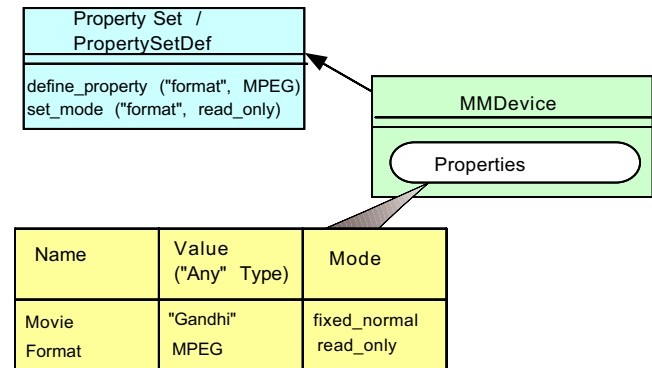 Property Set /
PropertySetDef
define_property ("format", MPEG)
set_mode ("format", read_only)
MMDevice
Properties
Name Value ("Any" Type) Mode
Movie "Gandhi" fixed_normal
Format MPEG read_only